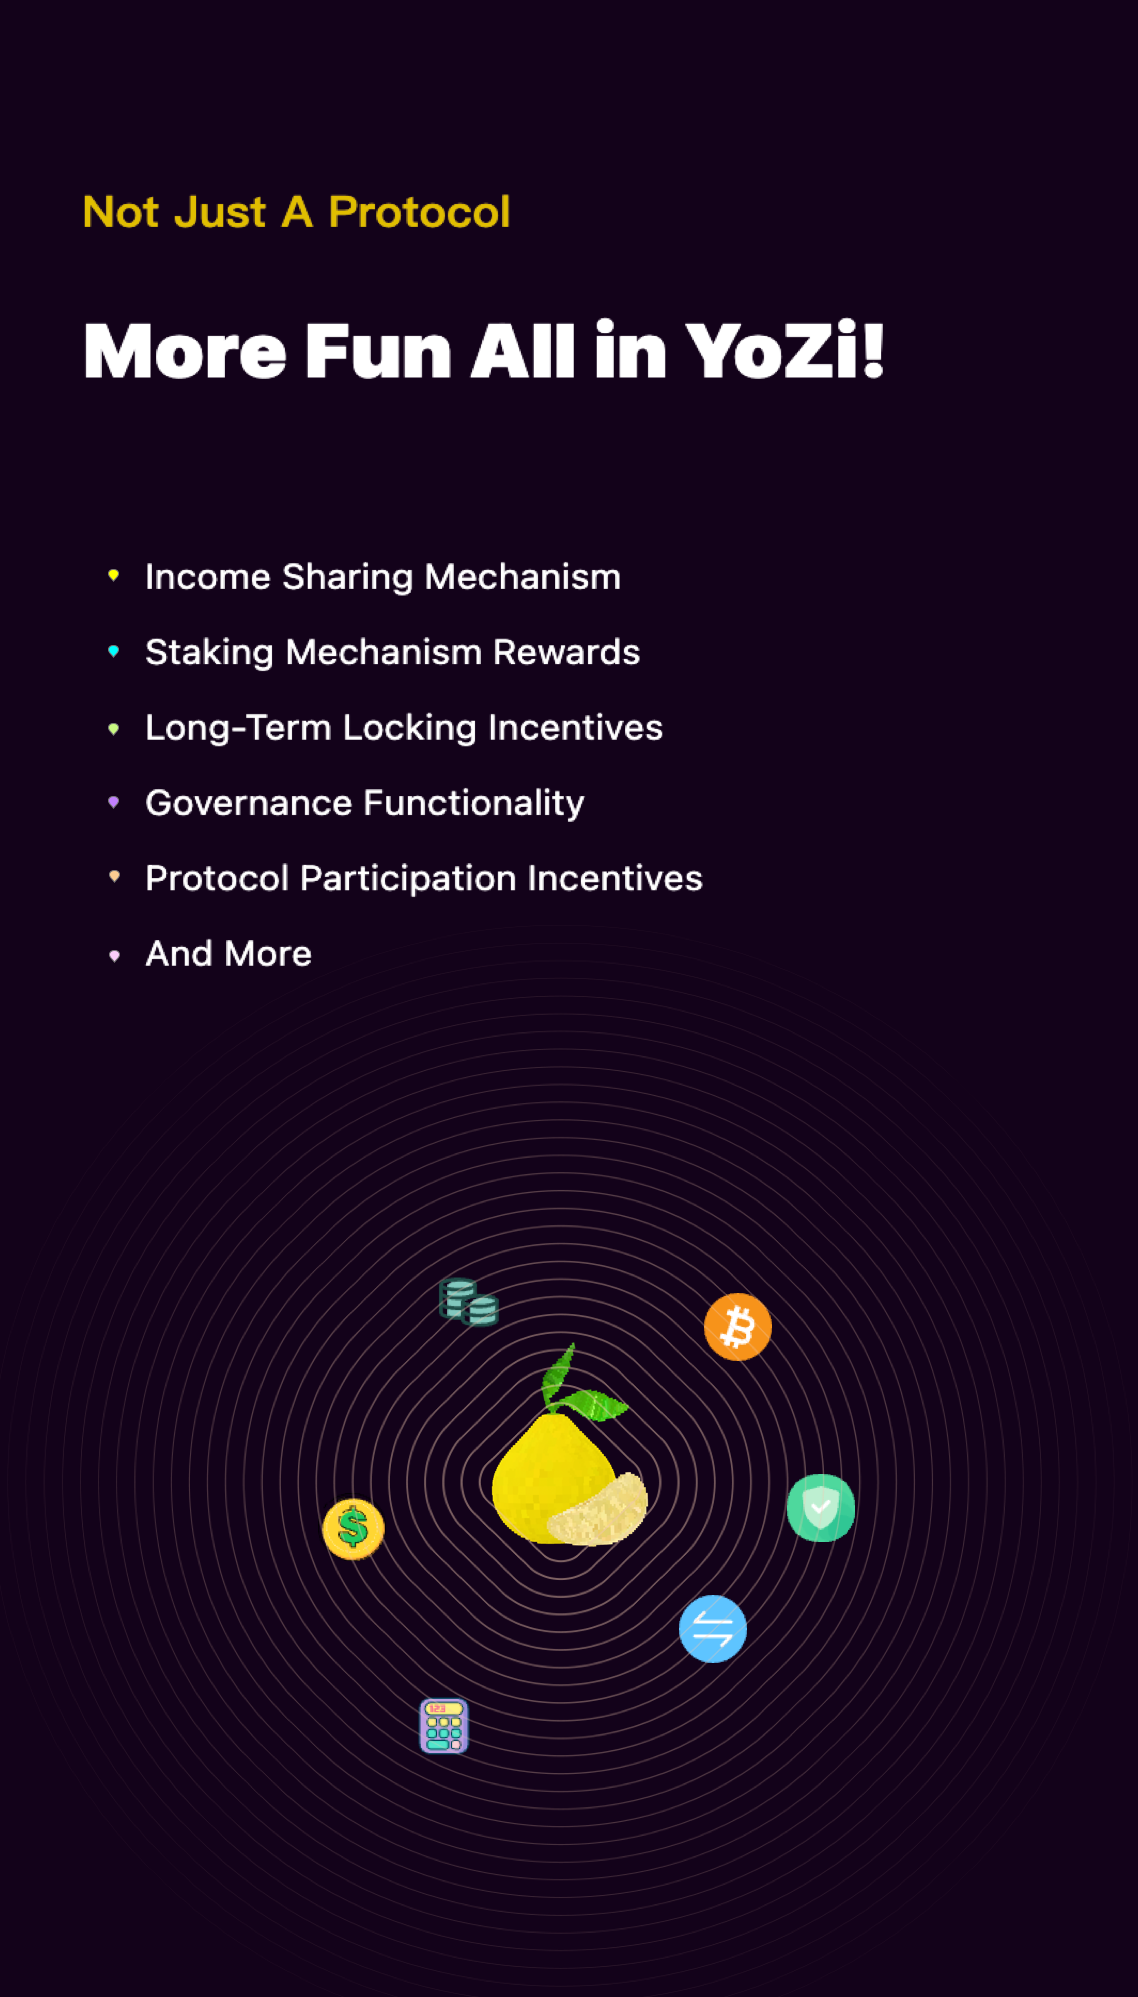 Not Just A Protocol
More Fun All in YoZi!
Income Sharing Mechanism
Staking Mechanism Rewards
Long-Term Locking Incentives
Governance Functionality
Protocol Participation Incentives
And More
$
123